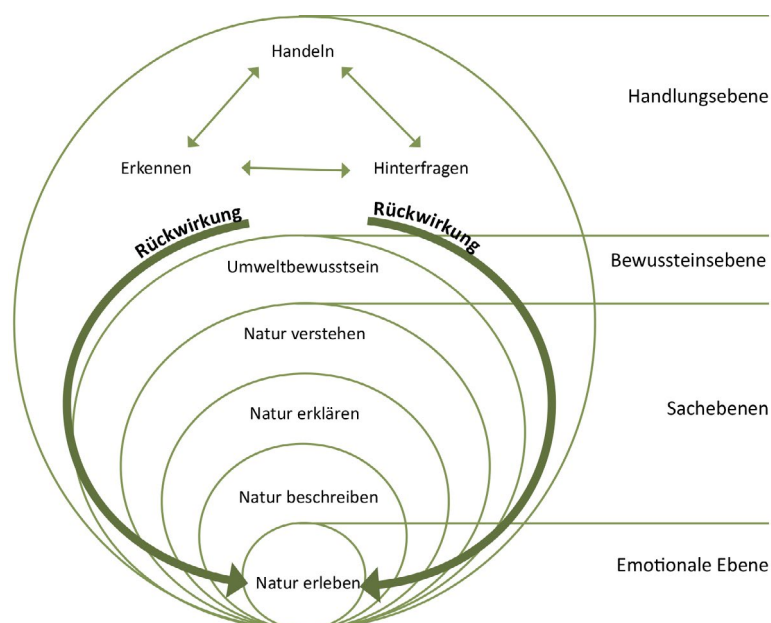 Handeln
Handlungsebene
Erkennen
Hinterfragen
Rückwirkung
Rückwirkung
Umweltbewusstsein
Bewussteinsebene
Natur verstehen
Natur erklären
Sachebenen
Natur beschreiben
Emotionale Ebene
Natur erleben